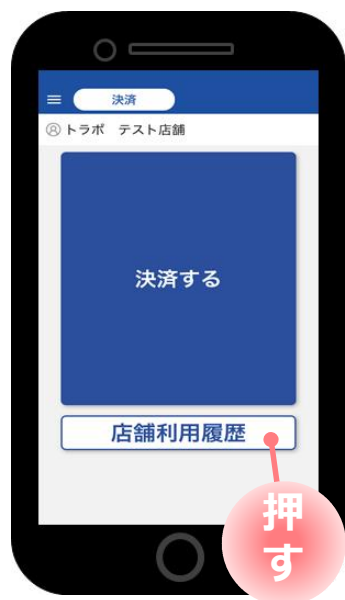 決済
トラポ　テスト店舗
決済する
店舗利用履歴
押
す